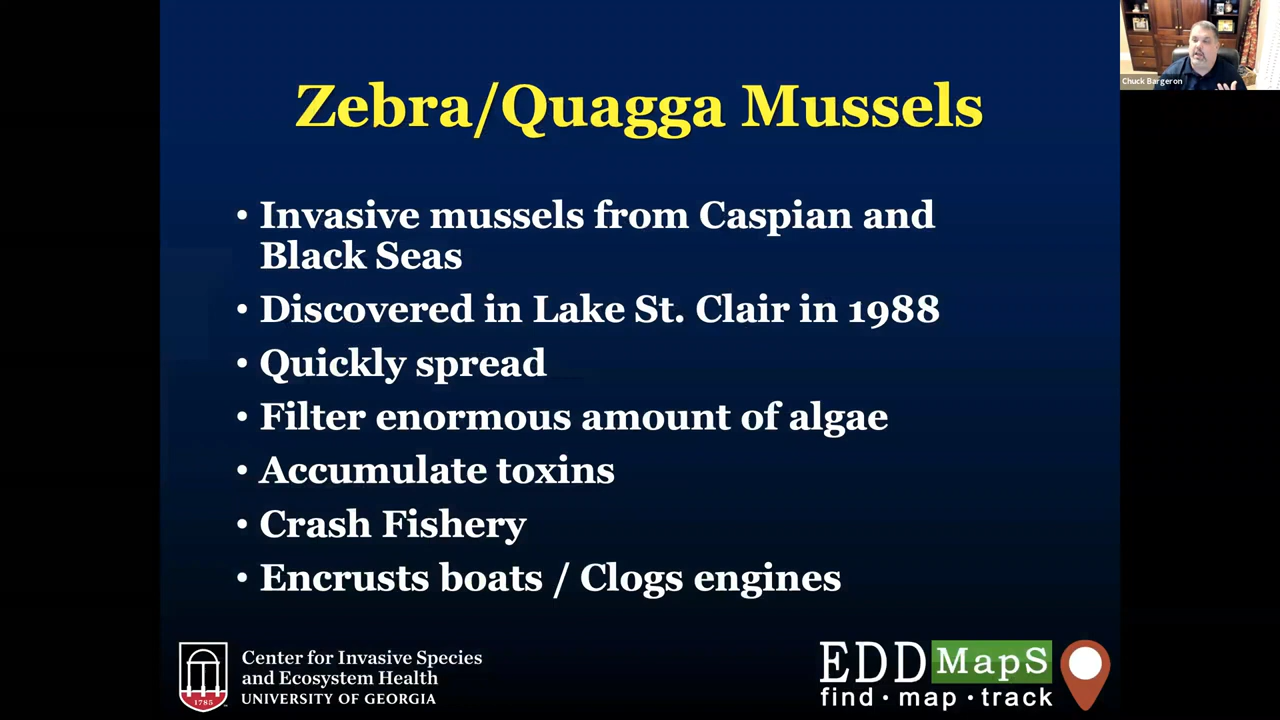 Zebra/Quagga Mussels
• Invasive mussels from Caspian and
Black Seas
• Discovered in Lake St. Clair in 1988
• Quickly spread
• Filter enormous amount of algae
• Accumulate toxins
• Crash Fishery
• Encrusts boats / Clogs engines
Chuck Bargeron
1785
Center for Invasive Species
and Ecosystem Health
UNIVERSITY OF GEORGIA
EDDMapS
find · map · track